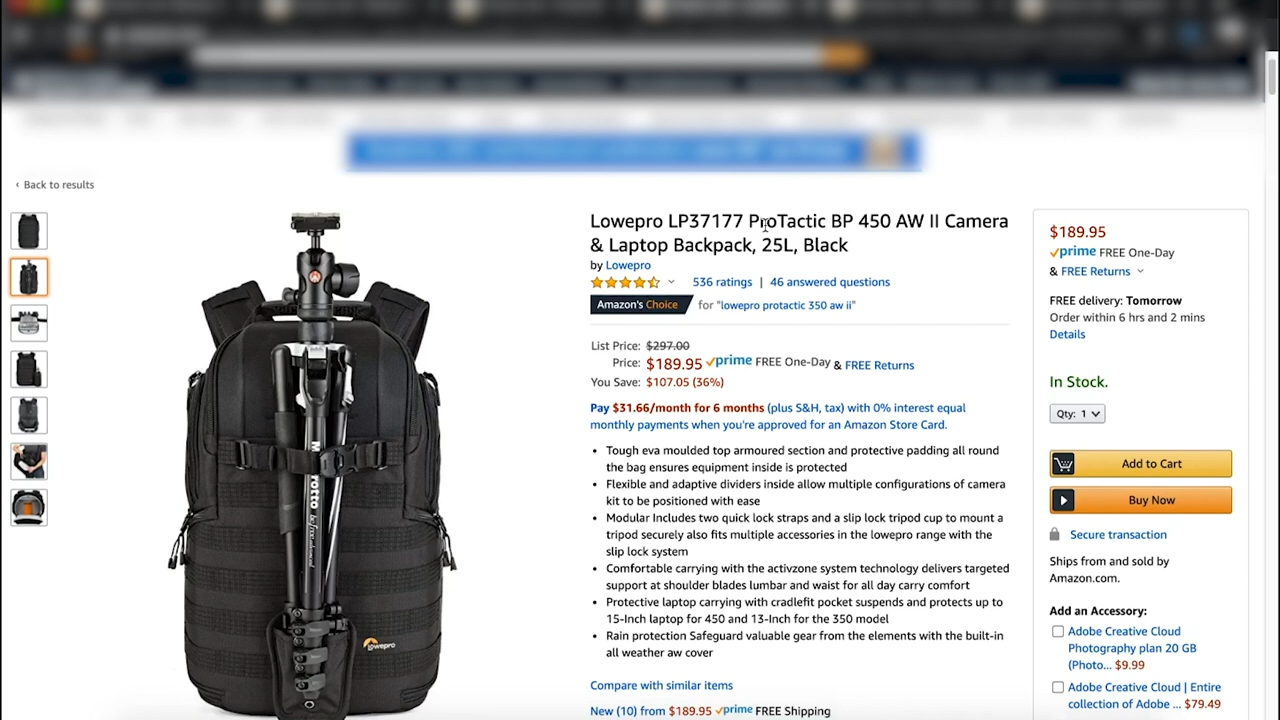 ‹ Back to results
Lowepro LP37177 ProTactic BP 450 AW II Camera
& Laptop Backpack, 25L, Black
by Lowepro
536 ratings | 46 answered questions
Amazon's Choice for "lowepro protactic 350 aw ii"
List Price: $297.00
Price: $189.95 prime FREE One-Day & FREE Returns
You Save: $107.05 (36%)
Pay $31.66/month for 6 months (plus S&H, tax) with 0% interest equal
monthly payments when you're approved for an Amazon Store Card.
• Tough eva moulded top armoured section and protective padding all round
the bag ensures equipment inside is protected
• Flexible and adaptive dividers inside allow multiple configurations of camera
kit to be positioned with ease
• Modular Includes two quick lock straps and a slip lock tripod cup to mount a
tripod securely also fits multiple accessories in the lowepro range with the
slip lock system
• Comfortable carrying with the activzone system technology delivers targeted
support at shoulder blades lumbar and waist for all day carry comfort
• Protective laptop carrying with cradlefit pocket suspends and protects up to
15-Inch laptop for 450 and 13-Inch for the 350 model
• Rain protection Safeguard valuable gear from the elements with the built-in
all weather aw cover
Compare with similar items
New (10) from $189.95 prime FREE Shipping
$189.95
prime FREE One-Day
& FREE Returns
FREE delivery: Tomorrow
Order within 6 hrs and 2 mins
Details
In Stock.
Qty: 1
Add to Cart
Buy Now
Secure transaction
Ships from and sold by
Amazon.com.
Add an Accessory:
Adobe Creative Cloud
Photography plan 20 GB
(Photo... $9.99
Adobe Creative Cloud | Entire
collection of Adobe ... $79.49
Manfrotto
Lowepro